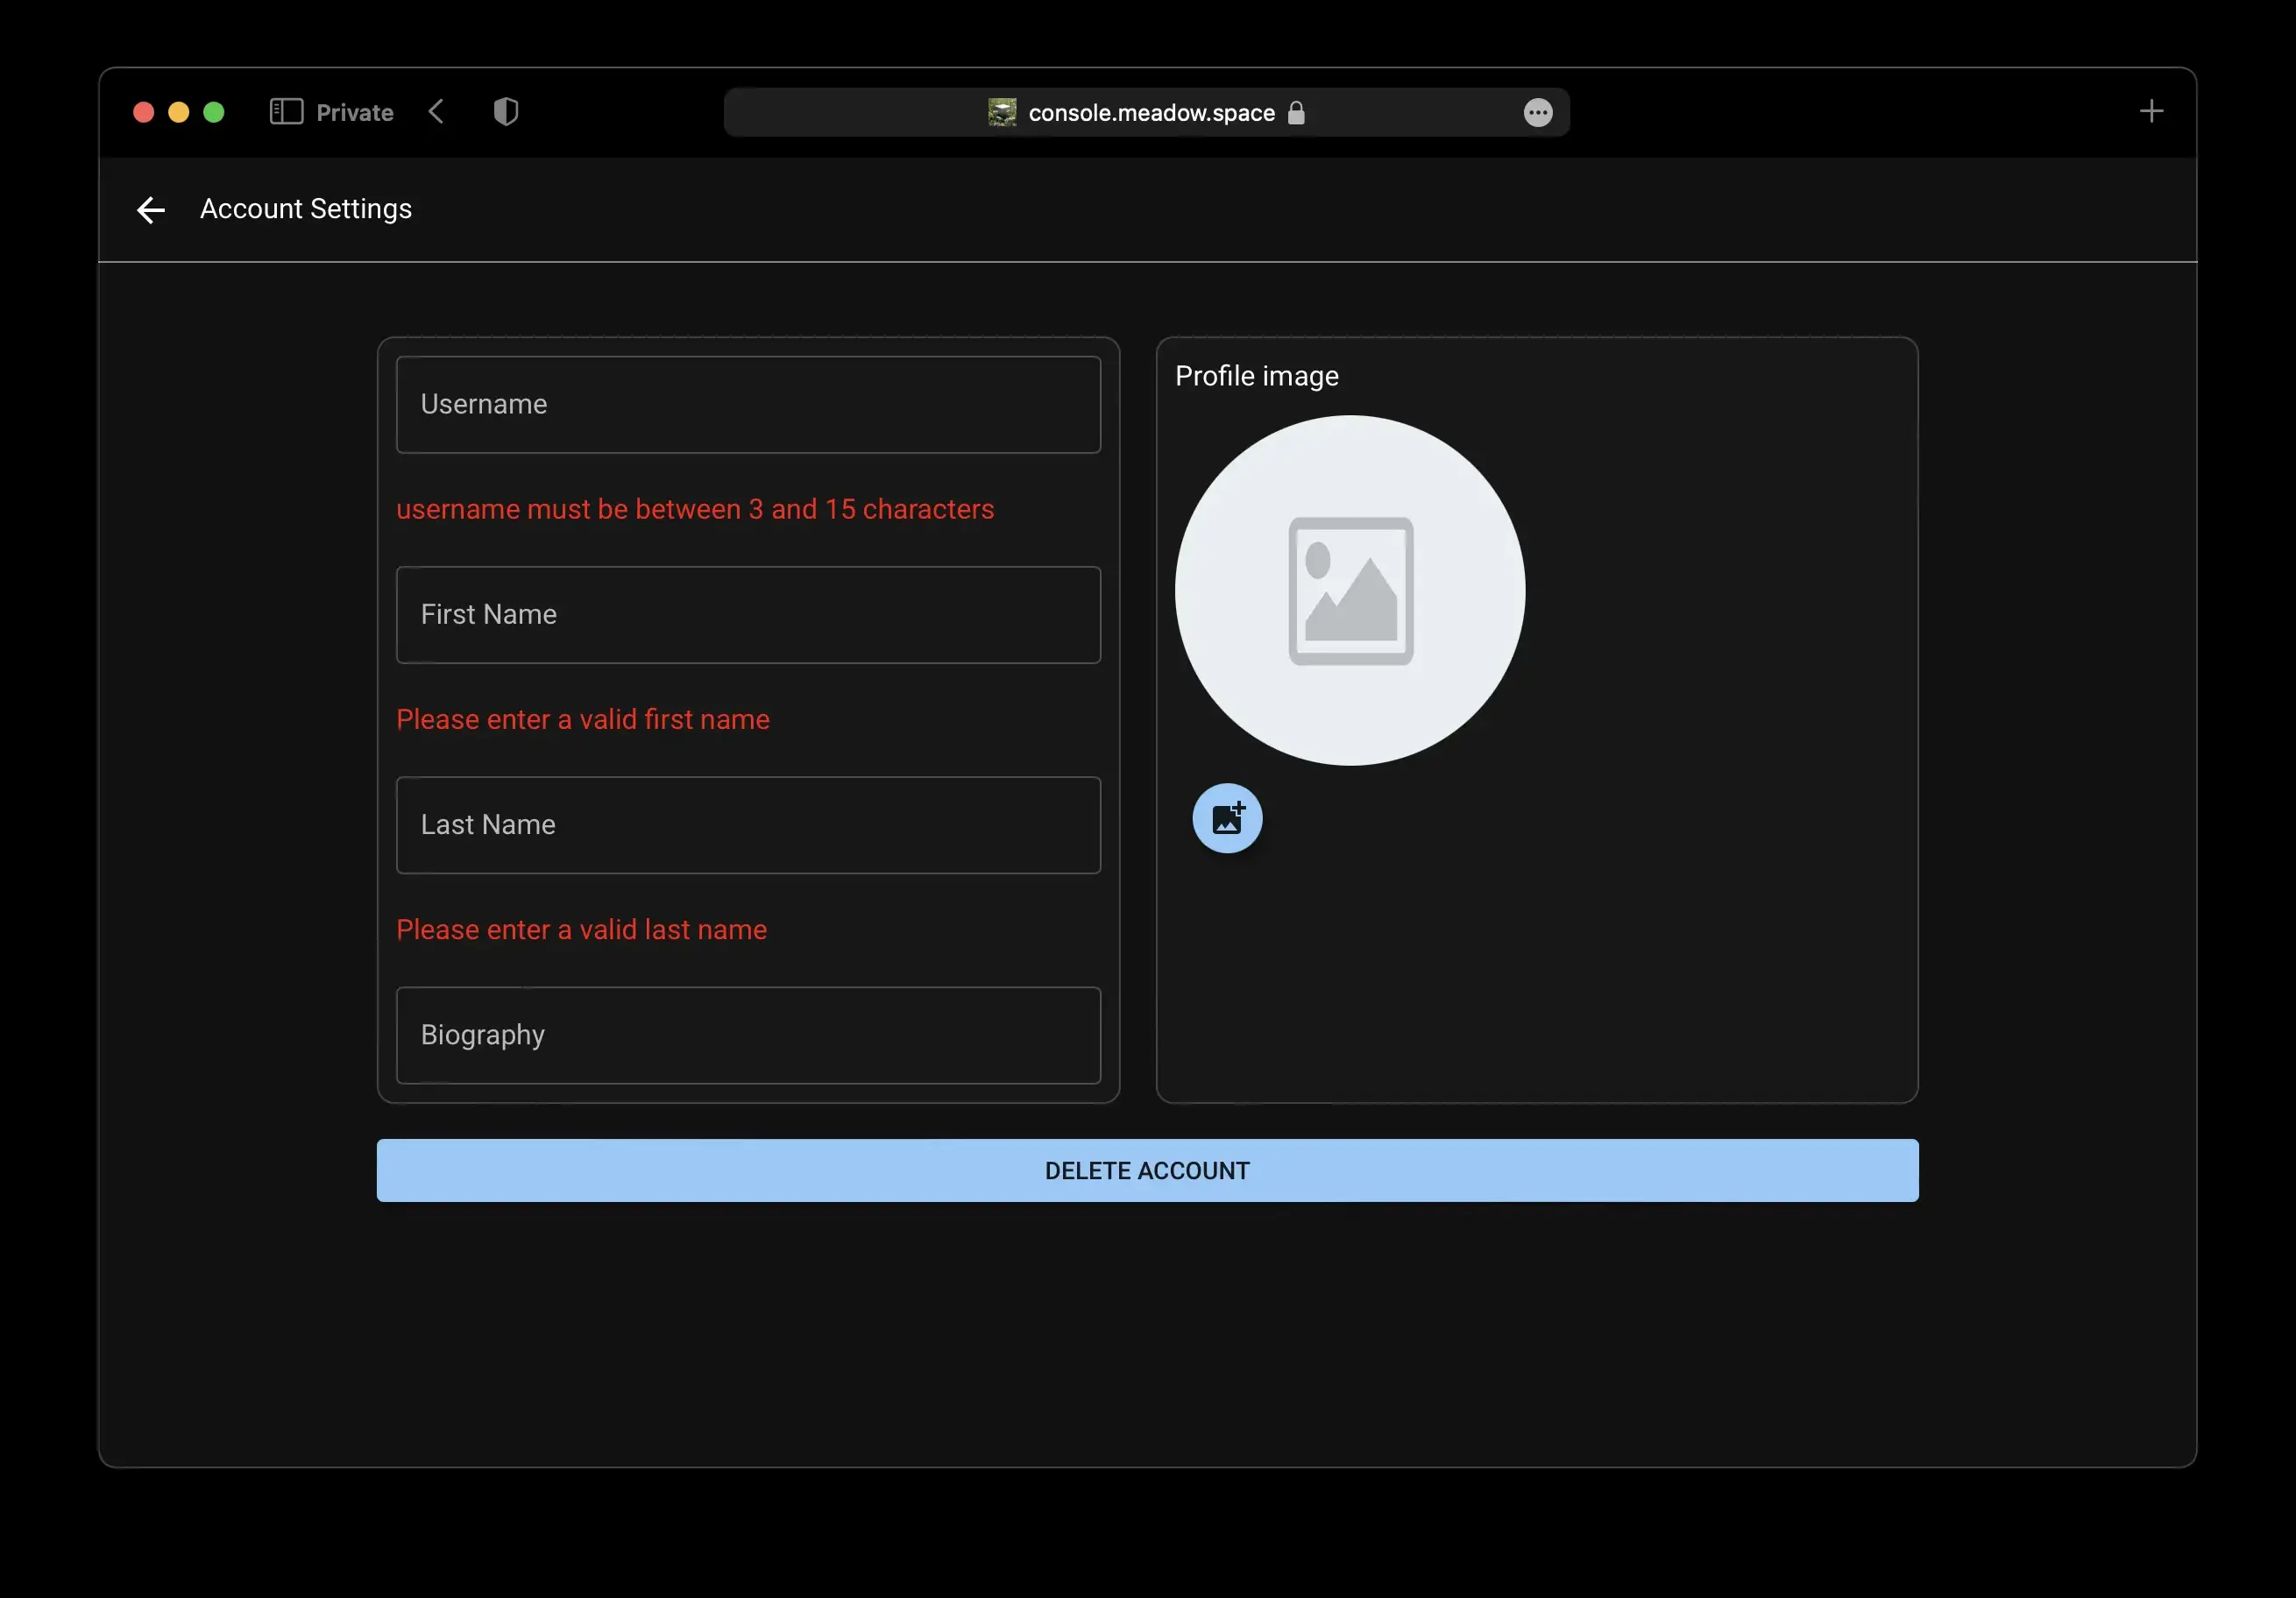 Private
console.meadow.space
Account Settings
Username
username must be between 3 and 15 characters
First Name
Please enter a valid first name
Last Name
Please enter a valid last name
Biography
Profile image
DELETE ACCOUNT